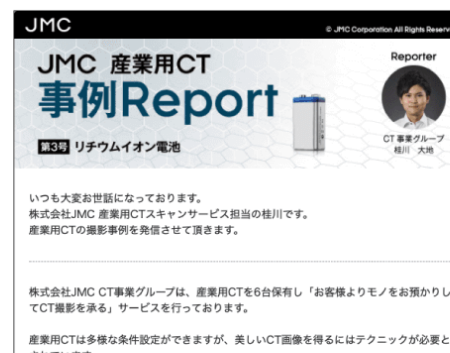 JMC
© JMC Corporation All Rights Reserv
JMC 産業用CT
事例Report
第3号 リチウムイオン電池
Reporter
CT 事業グループ
桂川 大地
いつも大変お世話になっております。
株式会社JMC 産業用CTスキャンサービス担当の桂川です。
産業用CTの撮影事例を発信させて頂きます。
株式会社JMC CT事業グループは、産業用CTを6台保有し「お客様よりモノをお預かりし
てCT撮影を承る」サービスを行っております。
産業用CTは多様な条件設定ができますが、美しいCT画像を得るにはテクニックが必要と